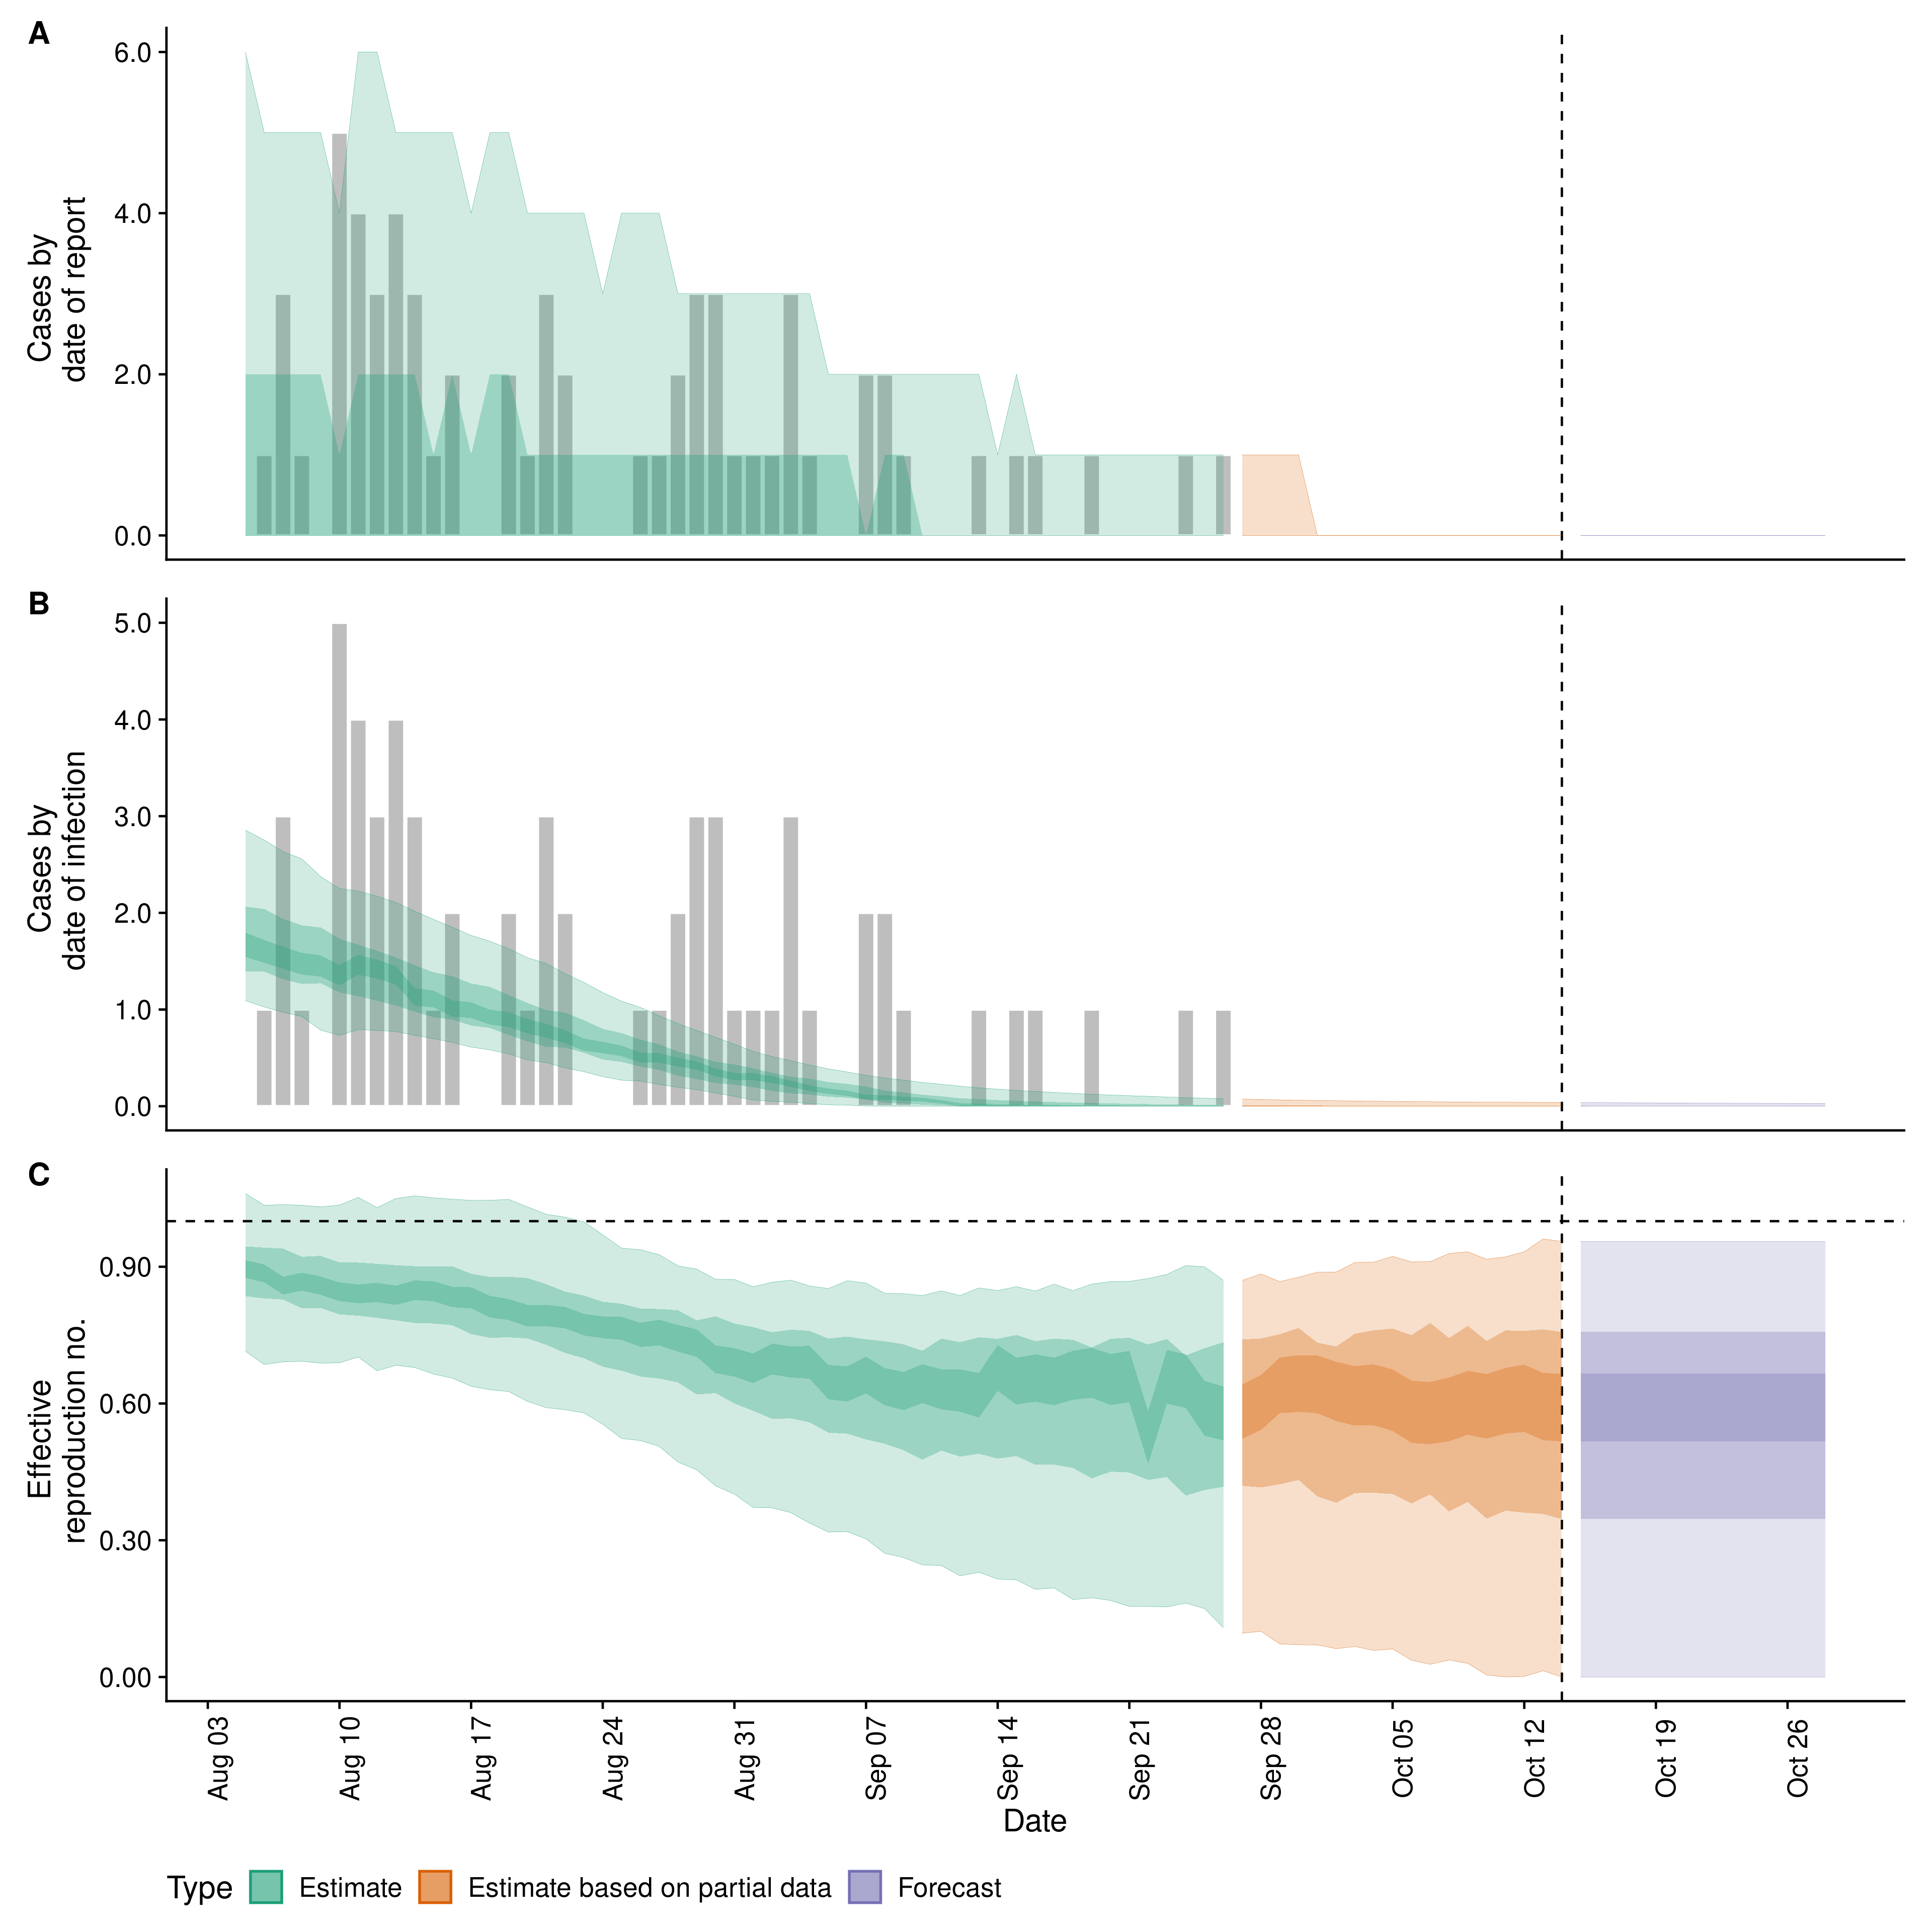 A
6.0
4.0
2.0
0.0
Cases by
date of report
B
5.0
4.0
3.0
2.0
1.0
0.0
Cases by
date of infection
C
0.90
0.60
0.30
0.00
Effective
reproduction no.
Aug 03
Aug 10
Aug 17
Aug 24
Aug 31
Sep 07
Sep 14
Sep 21
Sep 28
Oct 05
Oct 12
Oct 19
Oct 26
Date
Type Estimate Estimate based on partial data Forecast